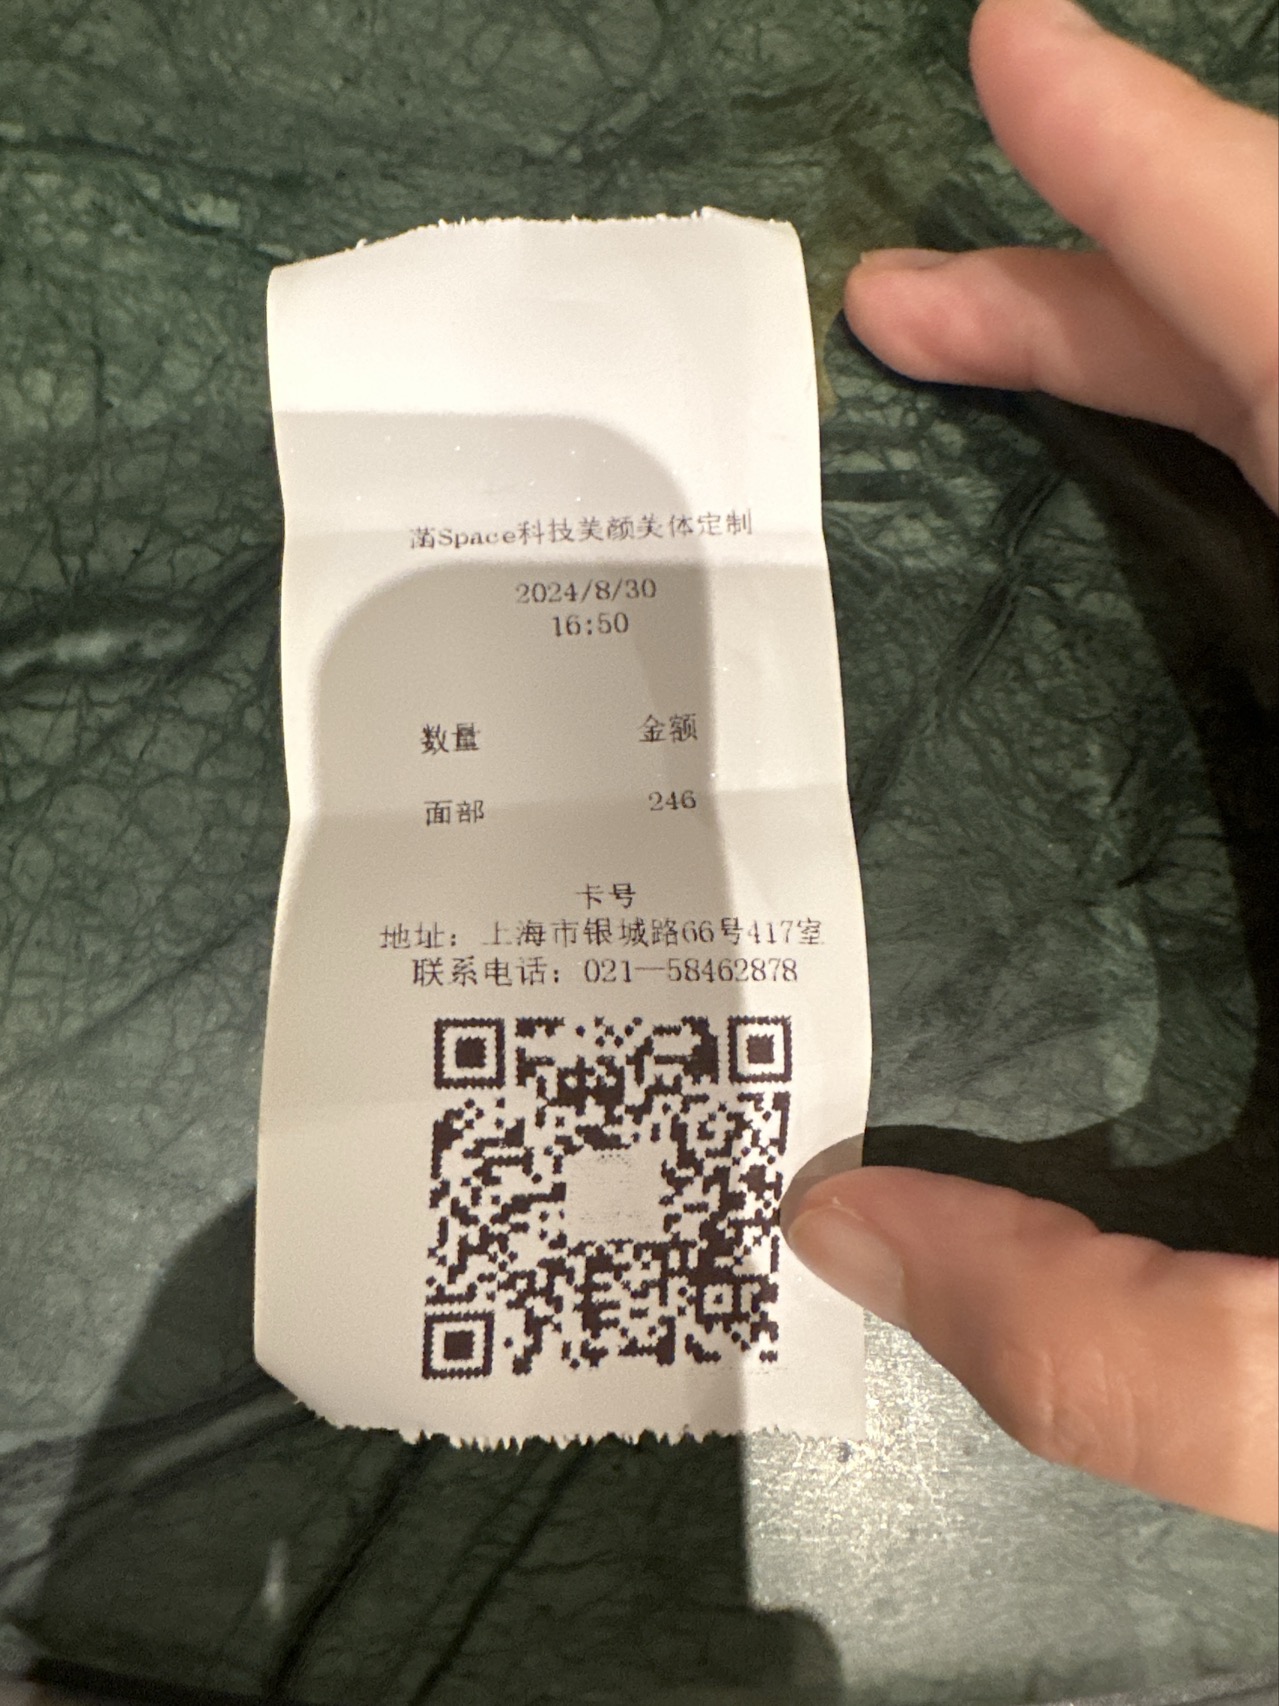 菡Space科技美颜美体定制
2024/8/30
16:50
数量 金额
面部 246
卡号
地址：上海市银城路66号417室
联系电话：021—58462878